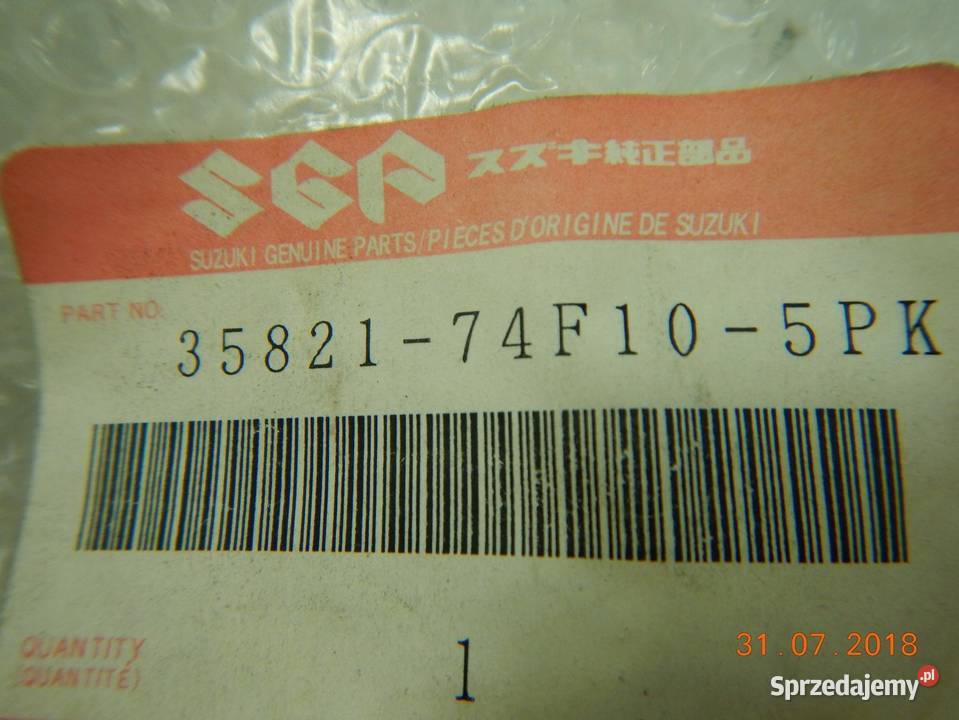 SGP スズキ純正部品
SUZUKI GENUINE PARTS/PIÈCES D'ORIGINE DE SUZUKI
PART NO.
35821-74F10-5PK
QUANTITY
(QUANTITÉ)
1
31.07.2018
Sprzedajemy.pl